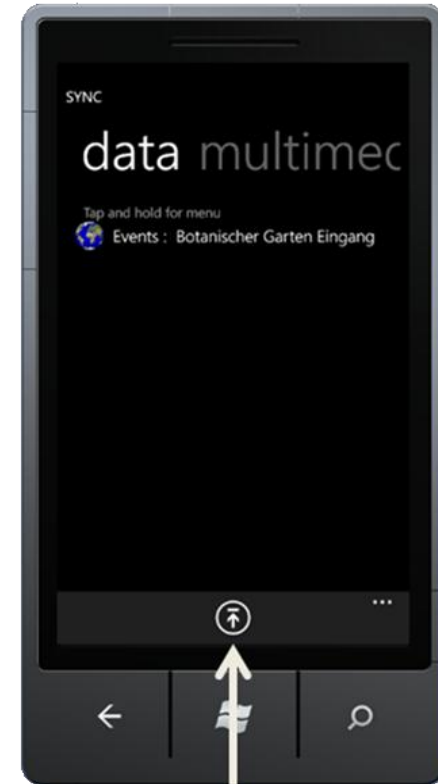 SYNC
data multimec
Tap and hold for menu
Events : Botanischer Garten Eingang
...